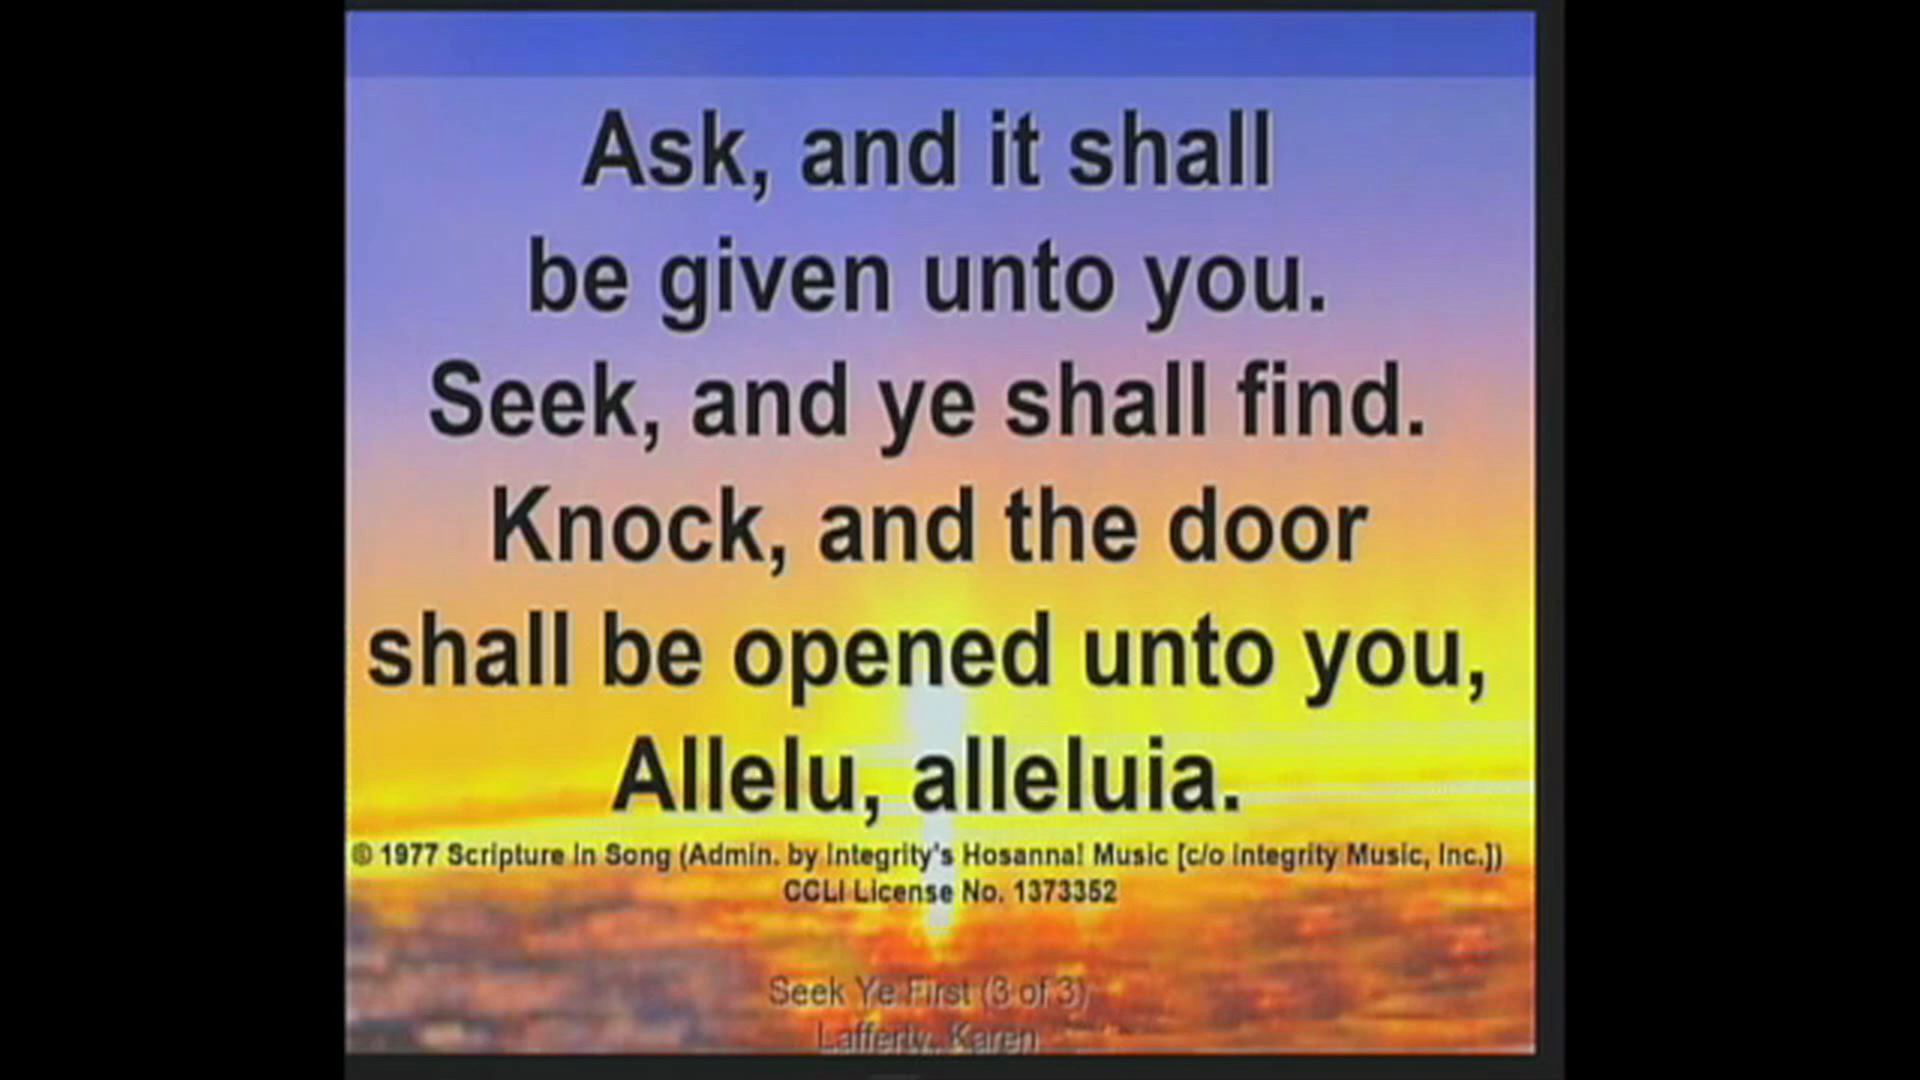 Ask, and it shall
be given unto you.
Seek, and ye shall find.
Knock, and the door
shall be opened unto you,
Allelu, alleluia.
© 1977 Scripture In Song (Admin. by Integrity's Hosanna! Music [c/o Integrity Music, Inc.])
CCLI License No. 1373352
Seek Ye First (3 of 3)
Lafferty, Karen